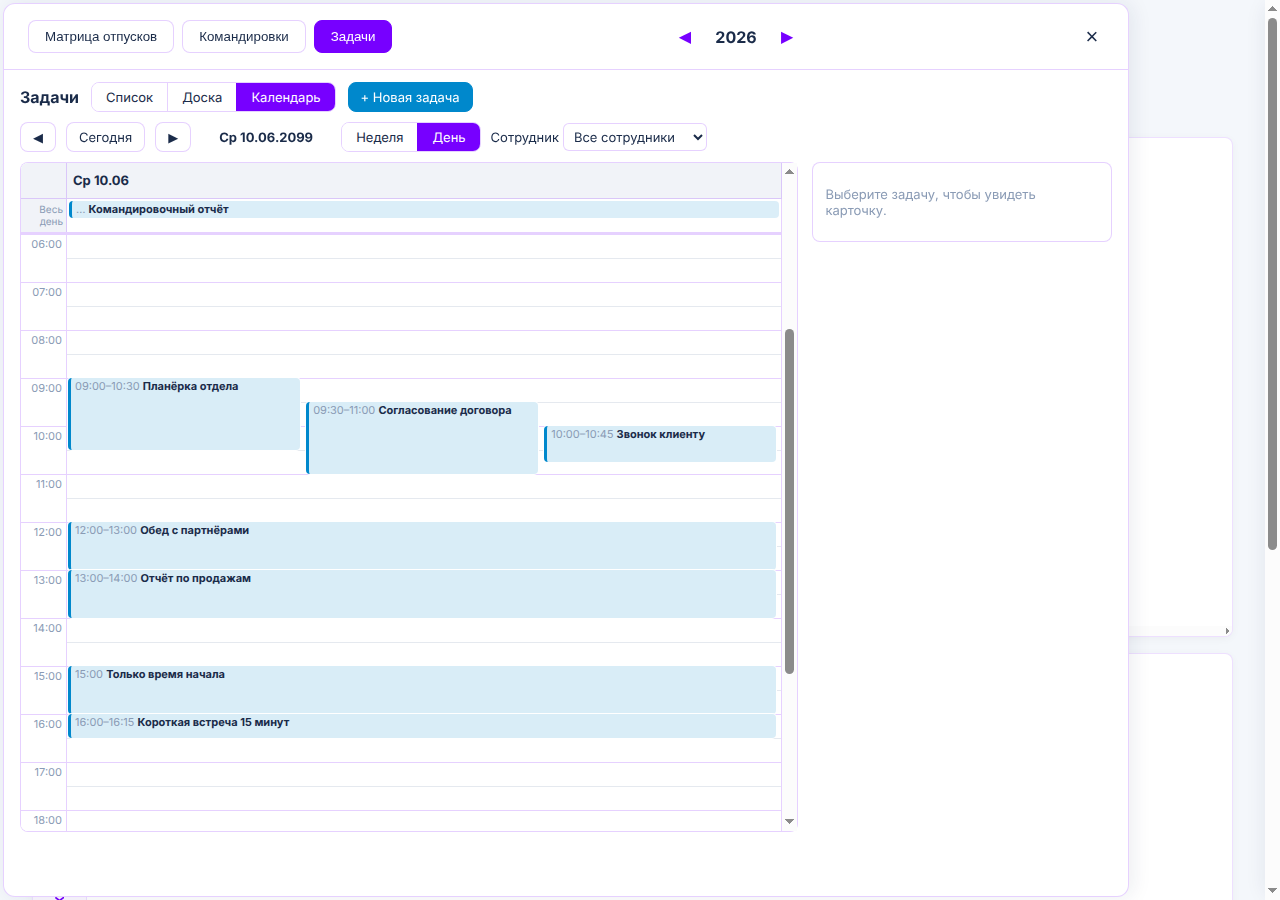 Матрица отпусков Командировки Задачи ◀ 2026 ▶ ×
Задачи Список Доска Календарь + Новая задача
◀ Сегодня ▶ Ср 10.06.2099 Неделя День Сотрудник Все сотрудники
Ср 10.06
Весь
день
... Командировочный отчёт
06:00
07:00
08:00
09:00
09:00–10:30 Планёрка отдела
09:30–11:00 Согласование договора
10:00
10:00–10:45 Звонок клиенту
11:00
12:00
12:00–13:00 Обед с партнёрами
13:00
13:00–14:00 Отчёт по продажам
14:00
15:00
15:00 Только время начала
16:00
16:00–16:15 Короткая встреча 15 минут
17:00
18:00
Выберите задачу, чтобы увидеть
карточку.